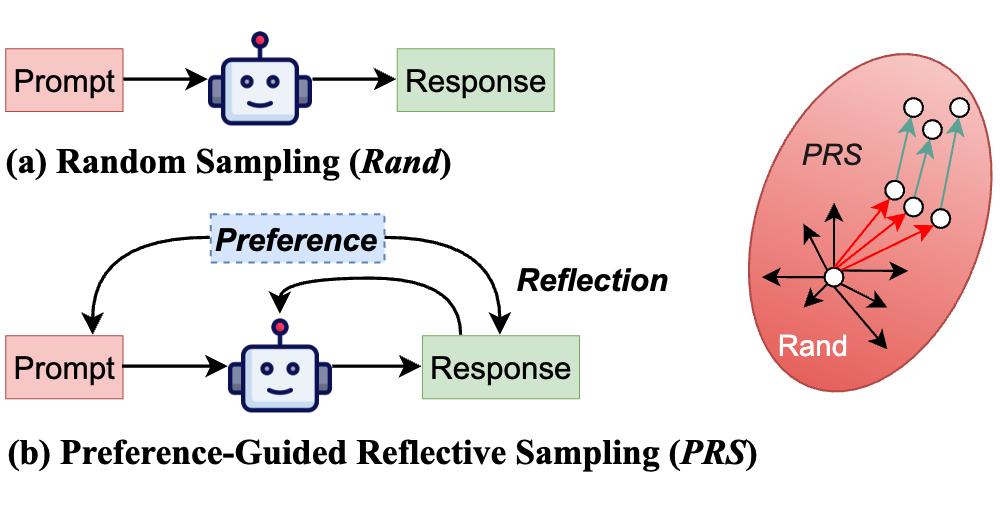 Prompt
Response
(a) Random Sampling (Rand)
Preference
Reflection
Prompt
Response
(b) Preference-Guided Reflective Sampling (PRS)
PRS
Rand